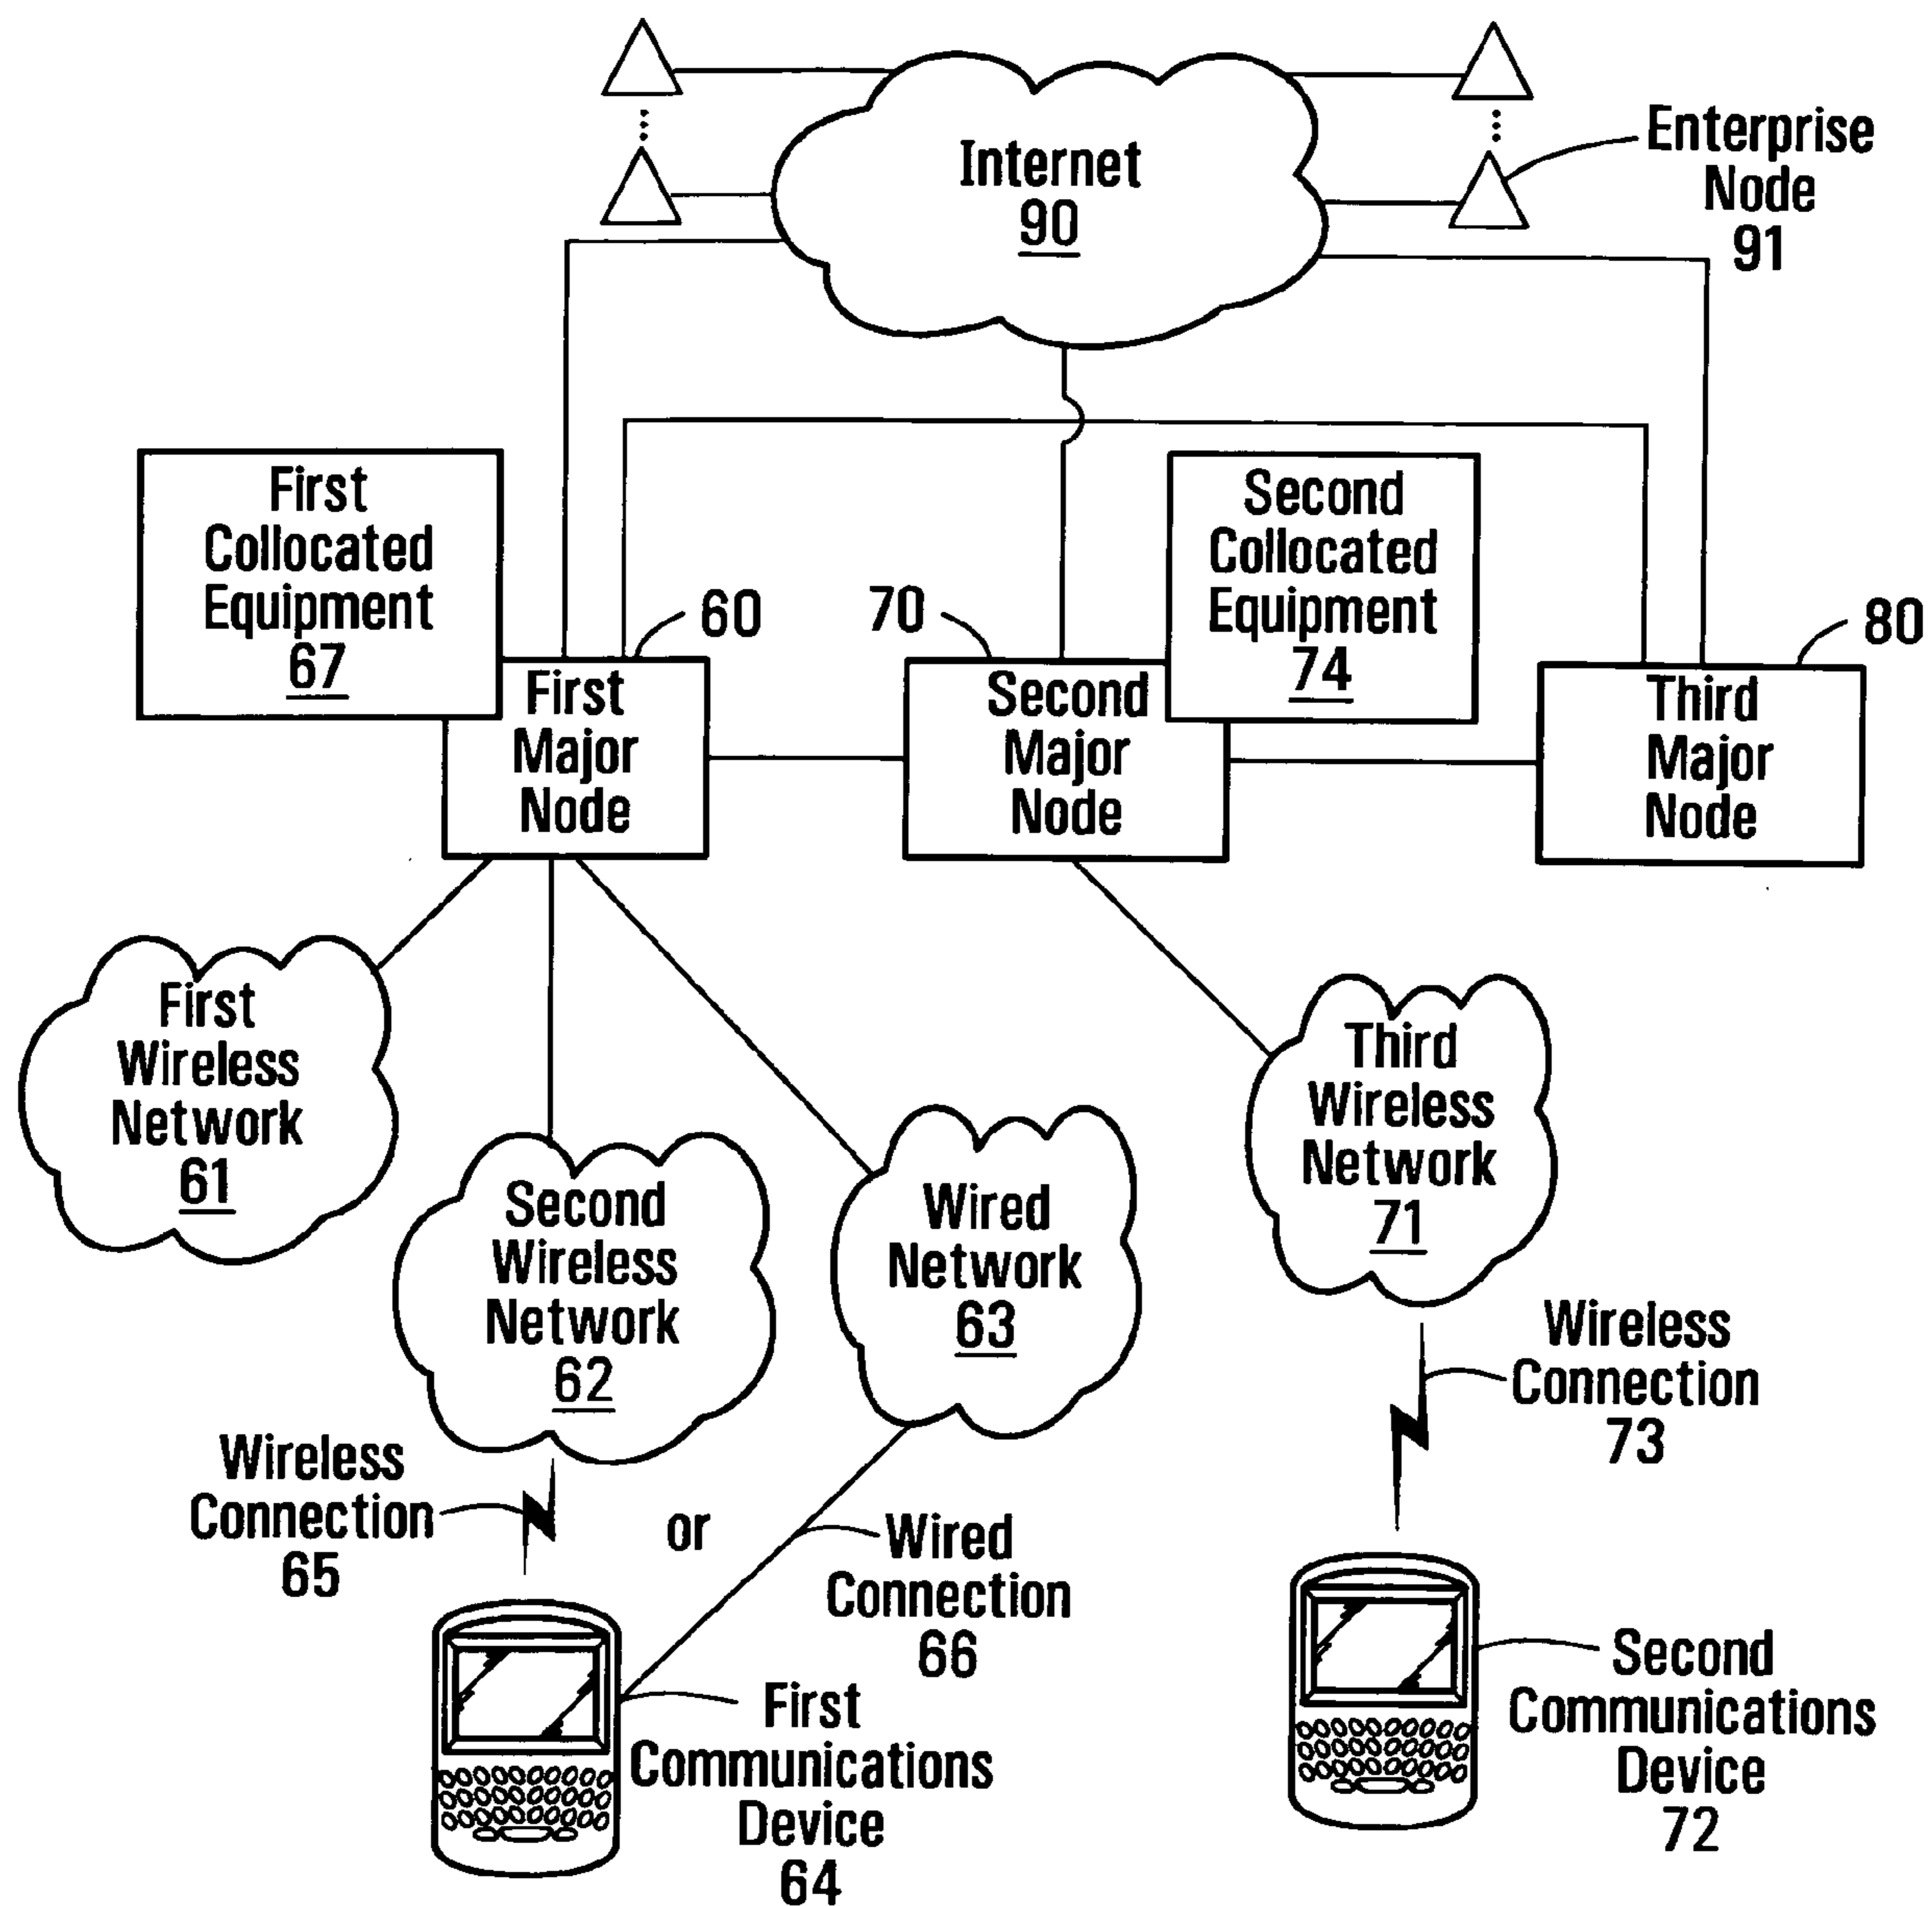 Internet
90
Enterprise
Node
91
First
Collocated
Equipment
67
60
70
Second
Collocated
Equipment
74
80
First
Major
Node
Second
Major
Node
Third
Major
Node
First
Wireless
Network
61
Second
Wireless
Network
62
Wired
Network
63
Third
Wireless
Network
71
Wireless
Connection
65
or
Wired
Connection
66
Wireless
Connection
73
First
Communications
Device
64
Second
Communications
Device
72